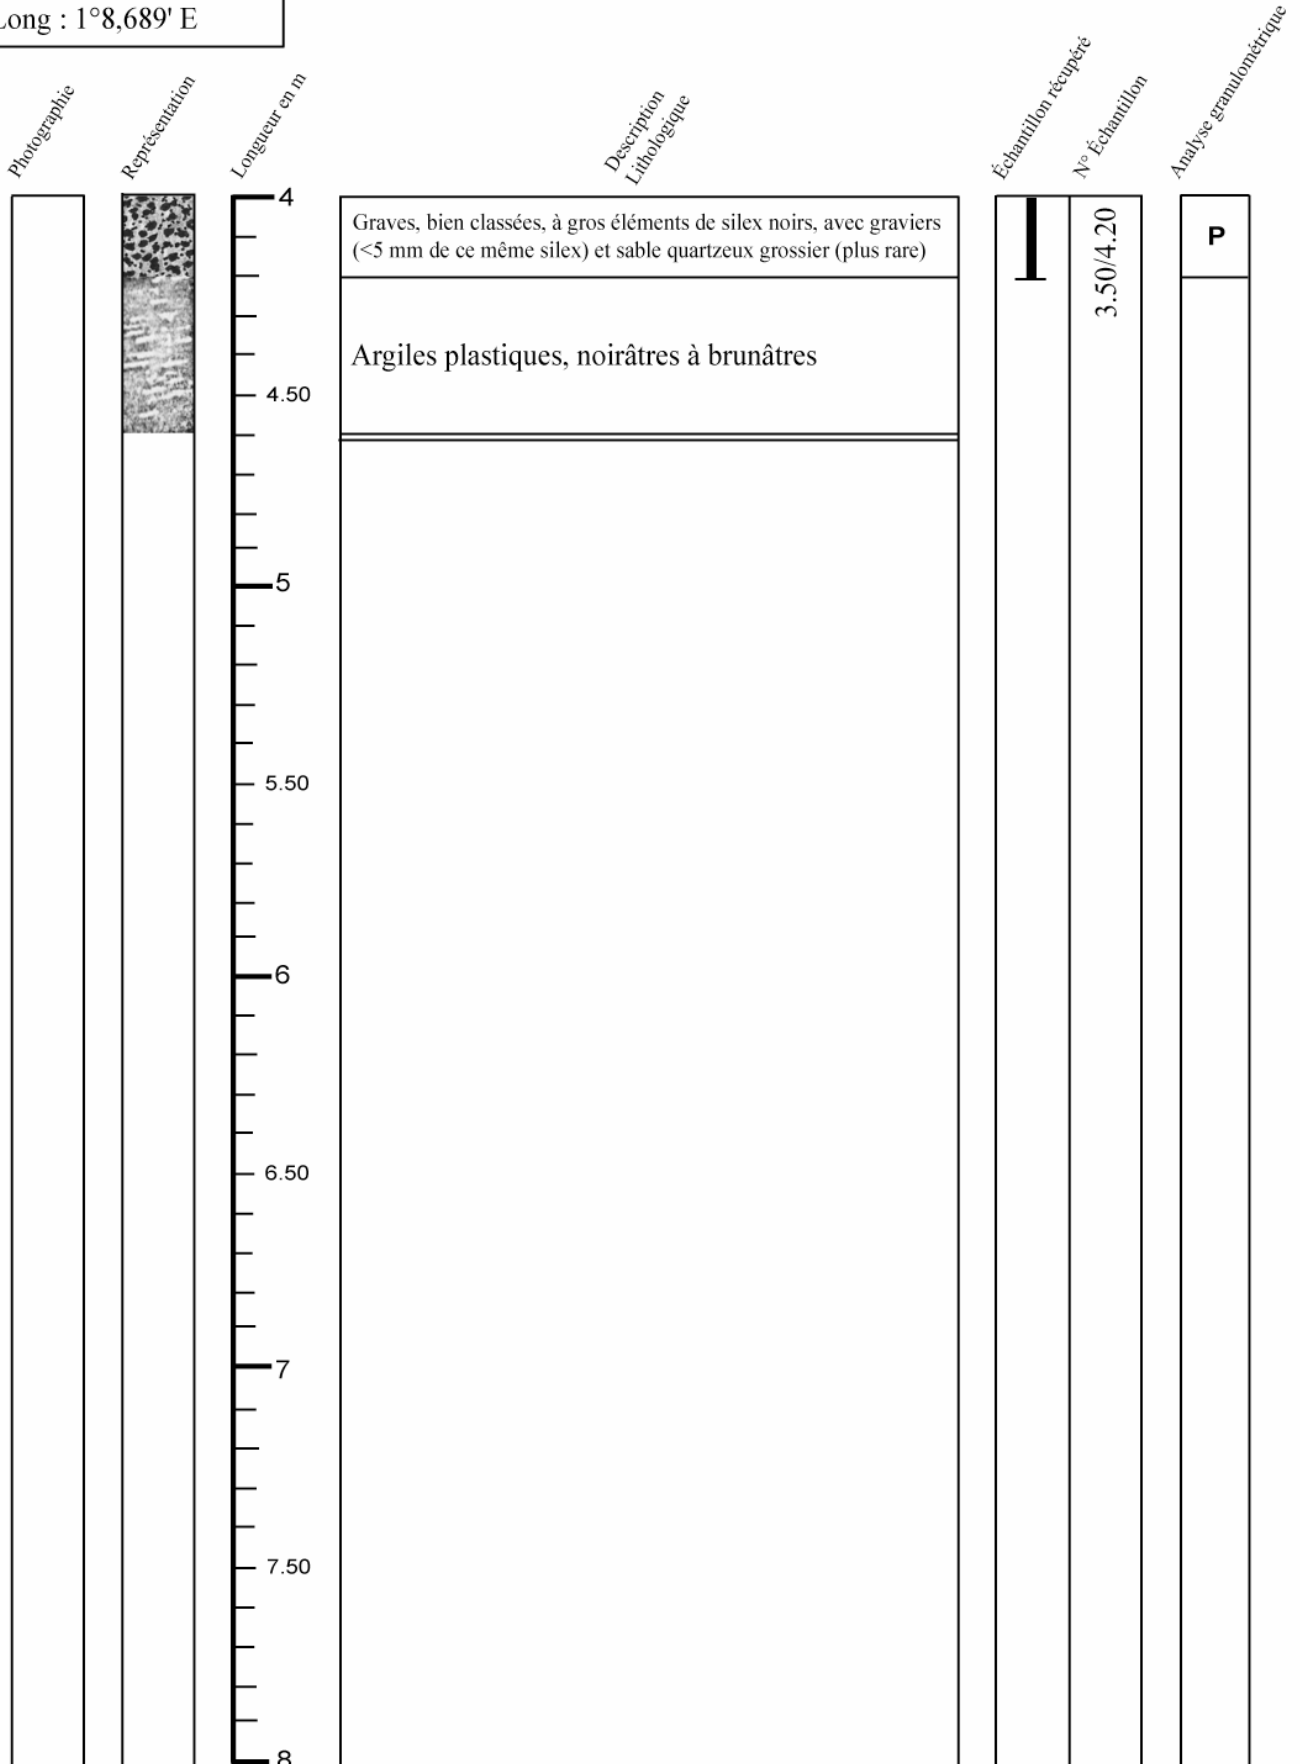 Long : 1°8,689' E
Photographie
Représentation
Longueur en m
Description
Lithologique
Échantillon récupéré
N° Échantillon
Analyse granulométrique
4
Graves, bien classées, à gros éléments de silex noirs, avec graviers
(<5 mm de ce même silex) et sable quartzeux grossier (plus rare)
3.50/4.20
P
Argiles plastiques, noirâtres à brunâtres
4.50
5
5.50
6
6.50
7
7.50
8